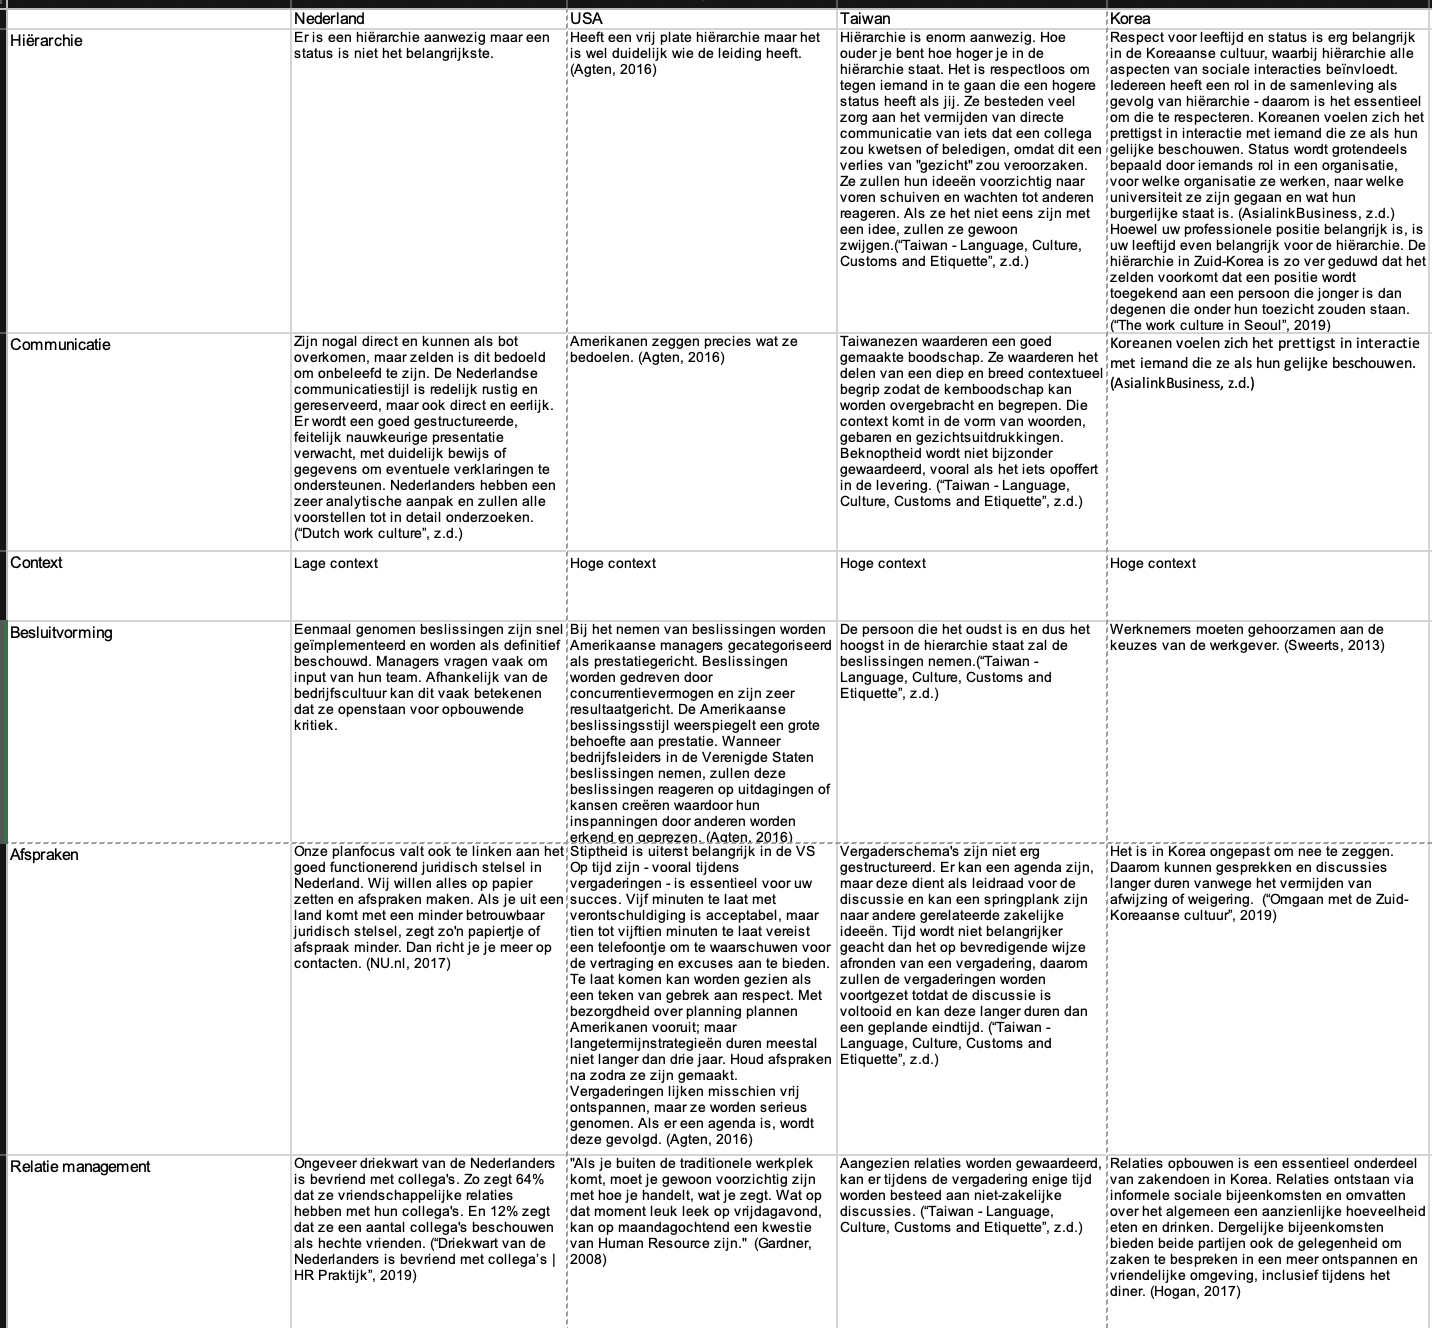 Nederland
USA
Taiwan
Korea
Hiërarchie
Er is een hiërarchie aanwezig maar een
status is niet het belangrijkste.
Heeft een vrij plate hiërarchie maar het
is wel duidelijk wie de leiding heeft.
(Agten, 2016)
Hiërarchie is enorm aanwezig. Hoe
ouder je bent hoe hoger je in de
hiërarchie staat. Het is respectloos om
tegen iemand in te gaan die een hogere
status heeft als jij. Ze besteden veel
zorg aan het vermijden van directe
communicatie van iets dat een collega
zou kwetsen of beledigen, omdat dit een
verlies van "gezicht" zou veroorzaken.
Ze zullen hun ideeën voorzichtig naar
voren schuiven en wachten tot anderen
reageren. Als ze het niet eens zijn met
een idee, zullen ze gewoon
zwijgen.(“Taiwan - Language, Culture,
Customs and Etiquette”, z.d.)
Respect voor leeftijd en status is erg belangrijk
in de Koreaanse cultuur, waarbij hiërarchie alle
aspecten van sociale interacties beïnvloedt.
Iedereen heeft een rol in de samenleving als
gevolg van hiërarchie - daarom is het essentieel
om die te respecteren. Koreanen voelen zich het
prettigst in interactie met iemand die ze als hun
gelijke beschouwen. Status wordt grotendeels
bepaald door iemands rol in een organisatie,
voor welke organisatie ze werken, naar welke
universiteit ze zijn gegaan en wat hun
burgerlijke staat is. (AsialinkBusiness, z.d.)
Hoewel uw professionele positie belangrijk is, is
uw leeftijd even belangrijk voor de hiërarchie. De
hiërarchie in Zuid-Korea is zo ver geduwd dat het
zelden voorkomt dat een positie wordt
toegekend aan een persoon die jonger is dan
degenen die onder hun toezicht zouden staan.
(“The work culture in Seoul”, 2019)
Communicatie
Zijn nogal direct en kunnen als bot
overkomen, maar zelden is dit bedoeld
om onbeleefd te zijn. De Nederlandse
communicatiestijl is redelijk rustig en
gereserveerd, maar ook direct en eerlijk.
Er wordt een goed gestructureerde,
feitelijk nauwkeurige presentatie
verwacht, met duidelijk bewijs of
gegevens om eventuele verklaringen te
ondersteunen. Nederlanders hebben een
zeer analytische aanpak en zullen alle
voorstellen tot in detail onderzoeken.
(“Dutch work culture”, z.d.)
Amerikanen zeggen precies wat ze
bedoelen. (Agten, 2016)
Taiwanezen waarderen een goed
gemaakte boodschap. Ze waarderen het
delen van een diep en breed contextueel
begrip zodat de kernboodschap kan
worden overgebracht en begrepen. Die
context komt in de vorm van woorden,
gebaren en gezichtsuitdrukkingen.
Beknoptheid wordt niet bijzonder
gewaardeerd, vooral als het iets opoffert
in de levering. (“Taiwan - Language,
Culture, Customs and Etiquette”, z.d.)
Koreanen voelen zich het prettigst in interactie
met iemand die ze als hun gelijke beschouwen.
(AsialinkBusiness, z.d.)
Context
Lage context
Hoge context
Hoge context
Hoge context
Besluitvorming
Eenmaal genomen beslissingen zijn snel
geïmplementeerd en worden als definitief
beschouwd. Managers vragen vaak om
input van hun team. Afhankelijk van de
bedrijfscultuur kan dit vaak betekenen
dat ze openstaan voor opbouwende
kritiek.
Bij het nemen van beslissingen worden
Amerikaanse managers gecategoriseerd
als prestatiegericht. Beslissingen
worden gedreven door
concurrentievermogen en zijn zeer
resultaatgericht. De Amerikaanse
beslissingsstijl weerspiegelt een grote
behoefte aan prestatie. Wanneer
bedrijfsleiders in de Verenigde Staten
beslissingen nemen, zullen deze
beslissingen reageren op uitdagingen of
kansen creëren waardoor hun
inspanningen door anderen worden
erkend en geprezen. (Agten, 2016)
De persoon die het oudst is en dus het
hoogst in de hierarchie staat zal de
beslissingen nemen.(“Taiwan -
Language, Culture, Customs and
Etiquette”, z.d.)
Werknemers moeten gehoorzamen aan de
keuzes van de werkgever. (Sweerts, 2013)
Afspraken
Onze planfocus valt ook te linken aan het
goed functionerend juridisch stelsel in
Nederland. Wij willen alles op papier
zetten en afspraken maken. Als je uit een
land komt met een minder betrouwbaar
juridisch stelsel, zegt zo'n papiertje of
afspraak minder. Dan richt je je meer op
contacten. (NU.nl, 2017)
Stiptheid is uiterst belangrijk in de VS
Op tijd zijn - vooral tijdens
vergaderingen - is essentieel voor uw
succes. Vijf minuten te laat met
verontschuldiging is acceptabel, maar
tien tot vijftien minuten te laat vereist
een telefoontje om te waarschuwen voor
de vertraging en excuses aan te bieden.
Te laat komen kan worden gezien als
een teken van gebrek aan respect. Met
bezorgdheid over planning plannen
Amerikanen vooruit; maar
langetermijnstrategieën duren meestal
niet langer dan drie jaar. Houd afspraken
na zodra ze zijn gemaakt.
Vergaderingen lijken misschien vrij
ontspannen, maar ze worden serieus
genomen. Als er een agenda is, wordt
deze gevolgd. (Agten, 2016)
Vergaderschema's zijn niet erg
gestructureerd. Er kan een agenda zijn,
maar deze dient als leidraad voor de
discussie en kan een springplank zijn
naar andere gerelateerde zakelijke
ideeën. Tijd wordt niet belangrijker
geacht dan het op bevredigende wijze
afronden van een vergadering, daarom
zullen de vergaderingen worden
voortgezet totdat de discussie is
voltooid en kan deze langer duren dan
een geplande eindtijd. (“Taiwan -
Language, Culture, Customs and
Etiquette”, z.d.)
Het is in Korea ongepast om nee te zeggen.
Daarom kunnen gesprekken en discussies
langer duren vanwege het vermijden van
afwijzing of weigering.  (“Omgaan met de Zuid-
Koreaanse cultuur”, 2019)
Relatie management
Ongeveer driekwart van de Nederlanders
is bevriend met collega's. Zo zegt 64%
dat ze vriendschappelijke relaties
hebben met hun collega's. En 12% zegt
dat ze een aantal collega's beschouwen
als hechte vrienden. (“Driekwart van de
Nederlanders is bevriend met collega’s |
HR Praktijk”, 2019)
"Als je buiten de traditionele werkplek
komt, moet je gewoon voorzichtig zijn
met hoe je handelt, wat je zegt. Wat op
dat moment leuk leek op vrijdagavond,
kan op maandagochtend een kwestie
van Human Resource zijn."  (Gardner,
2008)
Aangezien relaties worden gewaardeerd,
kan er tijdens de vergadering enige tijd
worden besteed aan niet-zakelijke
discussies. (“Taiwan - Language,
Culture, Customs and Etiquette”, z.d.)
Relaties opbouwen is een essentieel onderdeel
van zakendoen in Korea. Relaties ontstaan via
informele sociale bijeenkomsten en omvatten
over het algemeen een aanzienlijke hoeveelheid
eten en drinken. Dergelijke bijeenkomsten
bieden beide partijen ook de gelegenheid om
zaken te bespreken in een meer ontspannen en
vriendelijke omgeving, inclusief tijdens het
diner. (Hogan, 2017)